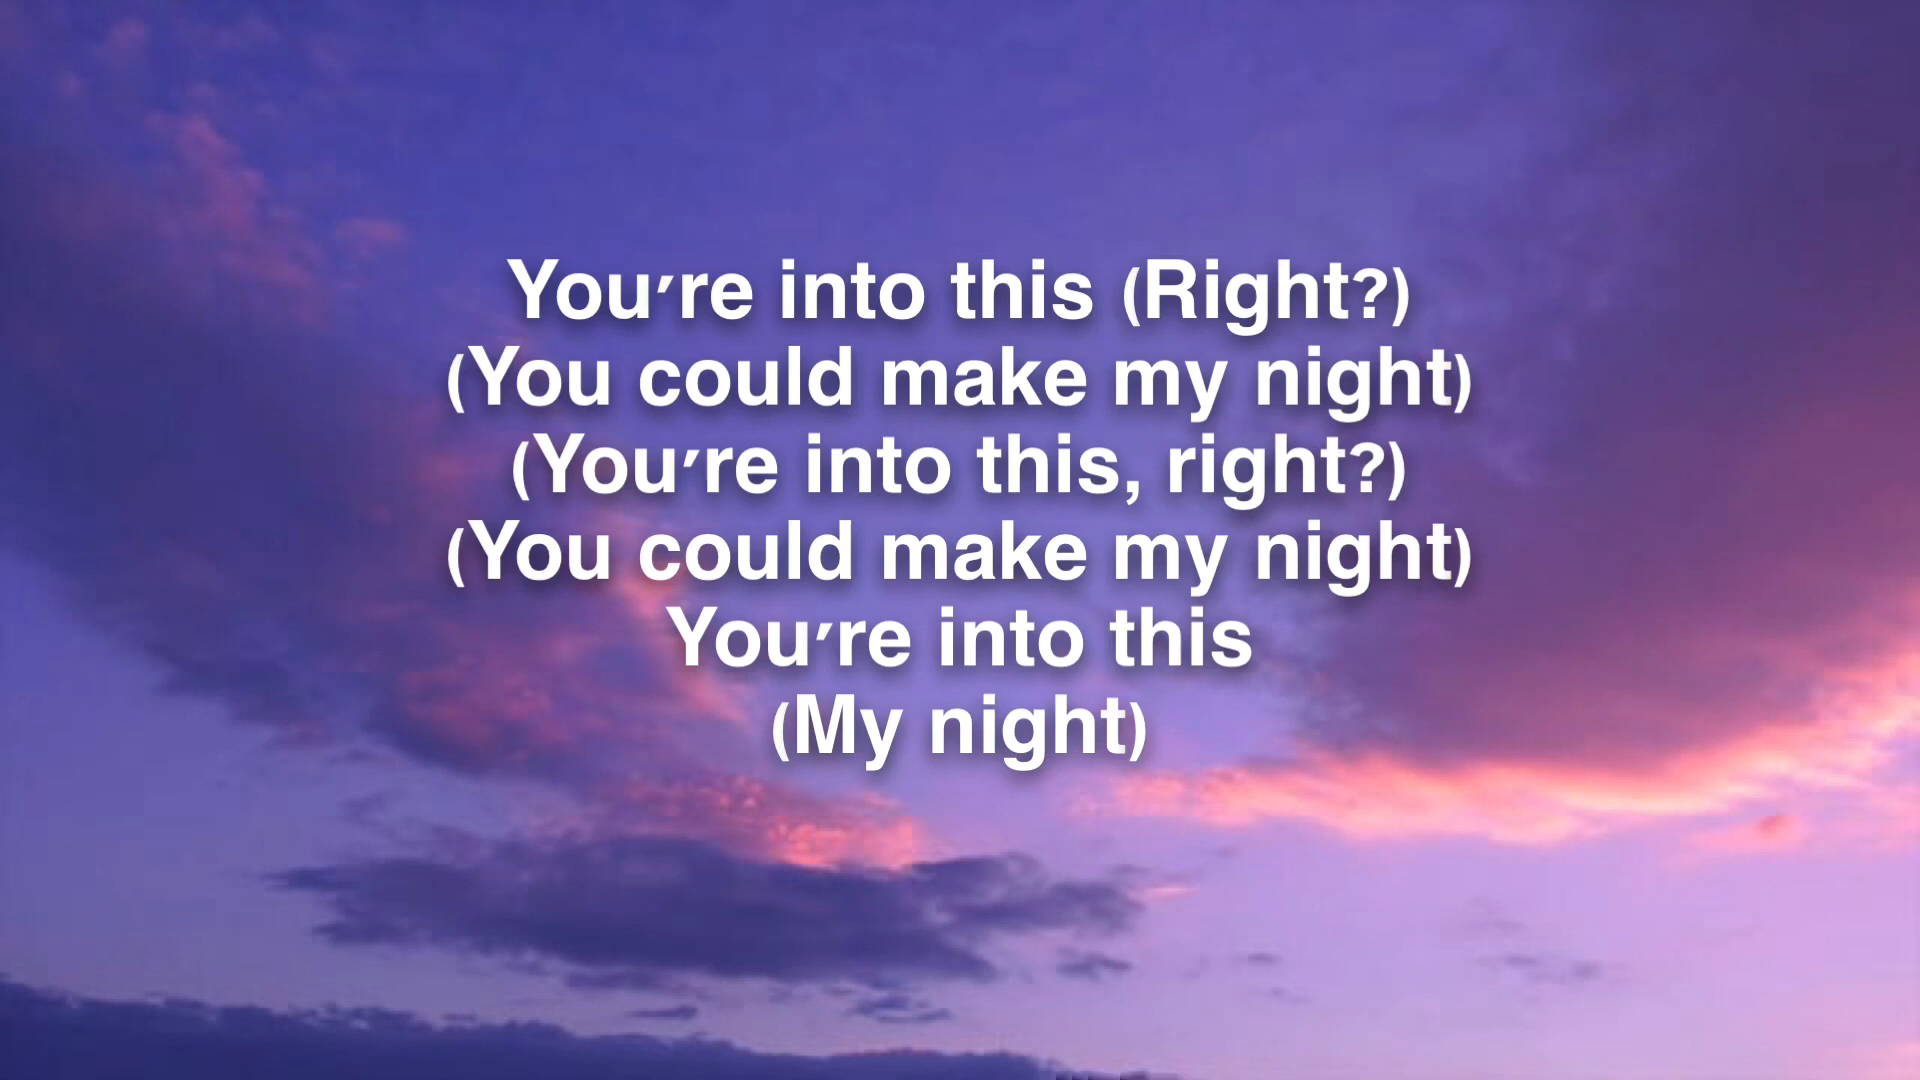 You're into this (Right?)
(You could make my night)
(You're into this, right?)
(You could make my night)
You're into this
(My night)